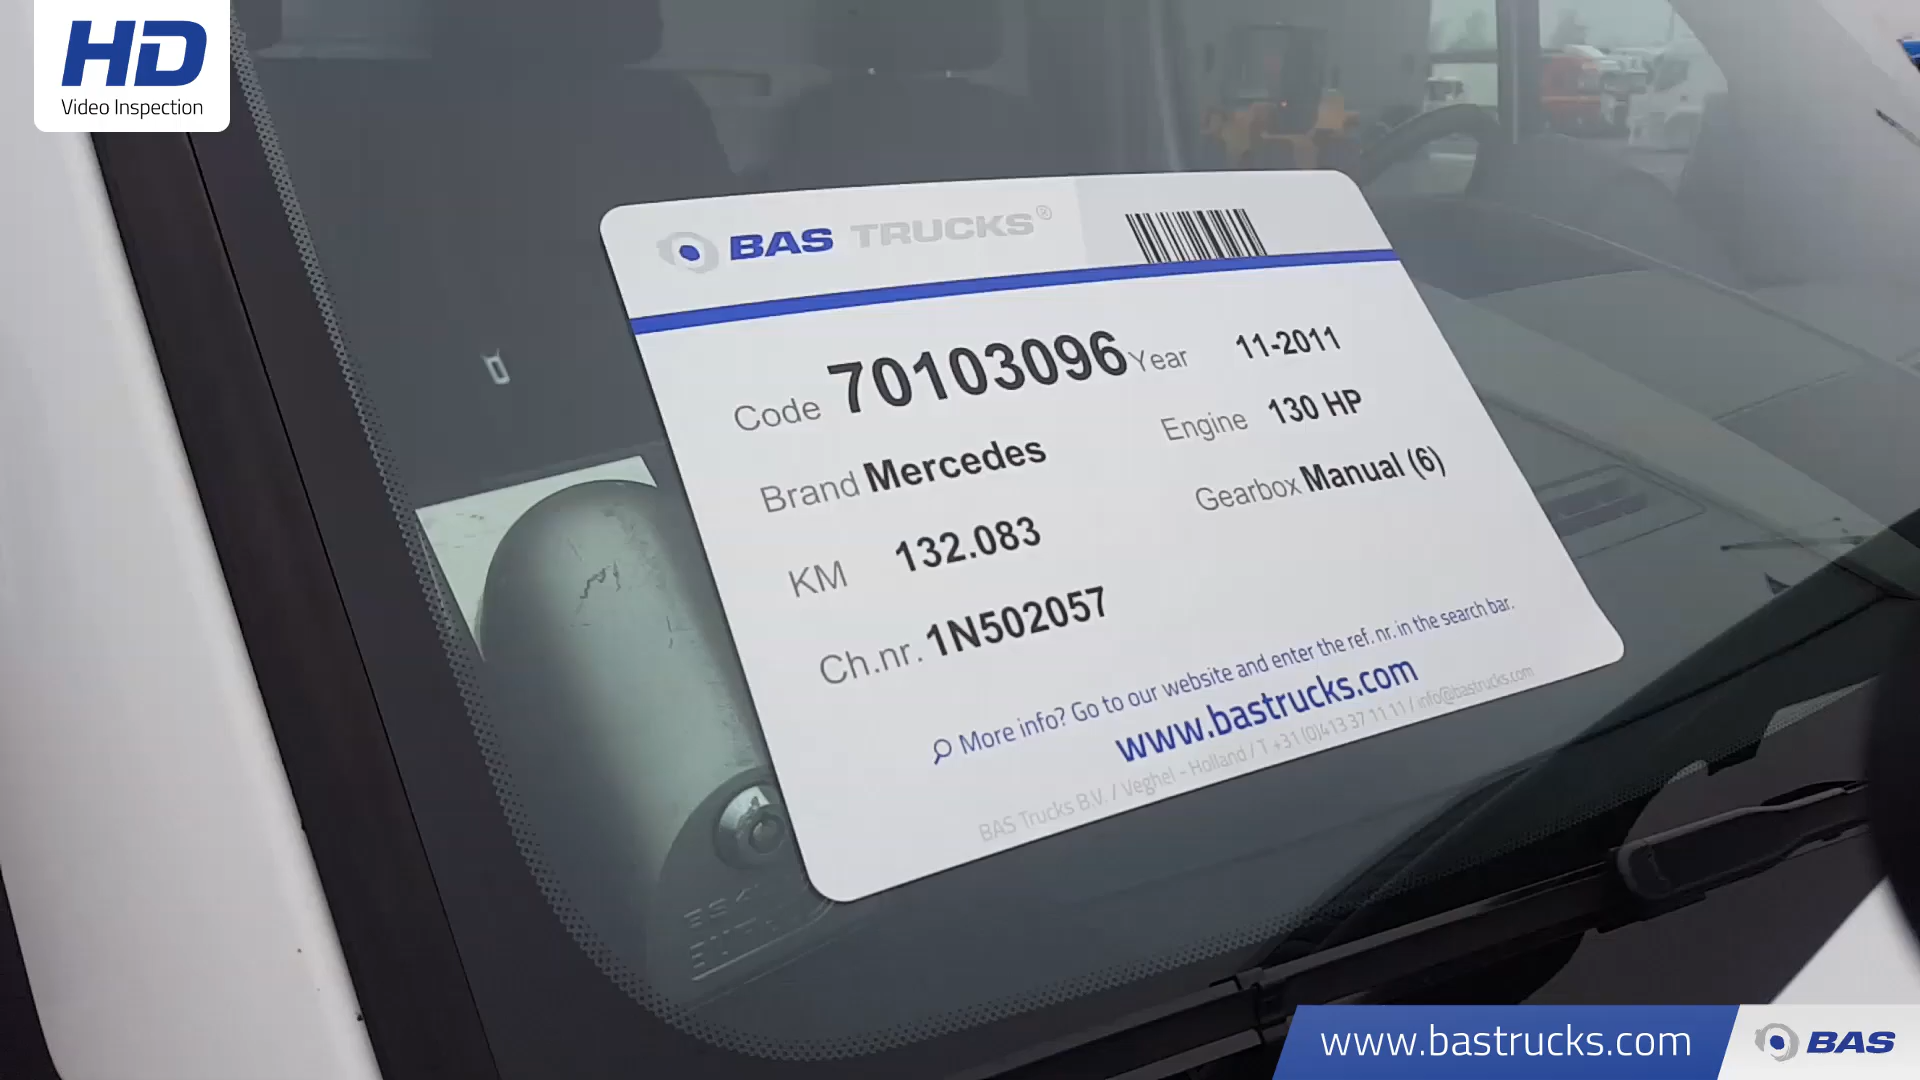 HD
Video Inspection
BAS TRUCKS®
Code 70103096 Year 11-2011
Brand Mercedes Engine 130 HP
KM 132.083 Gearbox Manual (6)
Ch.nr. 1N502057
More info? Go to our website and enter the ref. nr. in the search bar.
www.bastrucks.com
BAS Trucks B.V. / Veghel - Holland / T +31 (0)413 37 11 11 / info@bastrucks.com
www.bastrucks.com
BAS